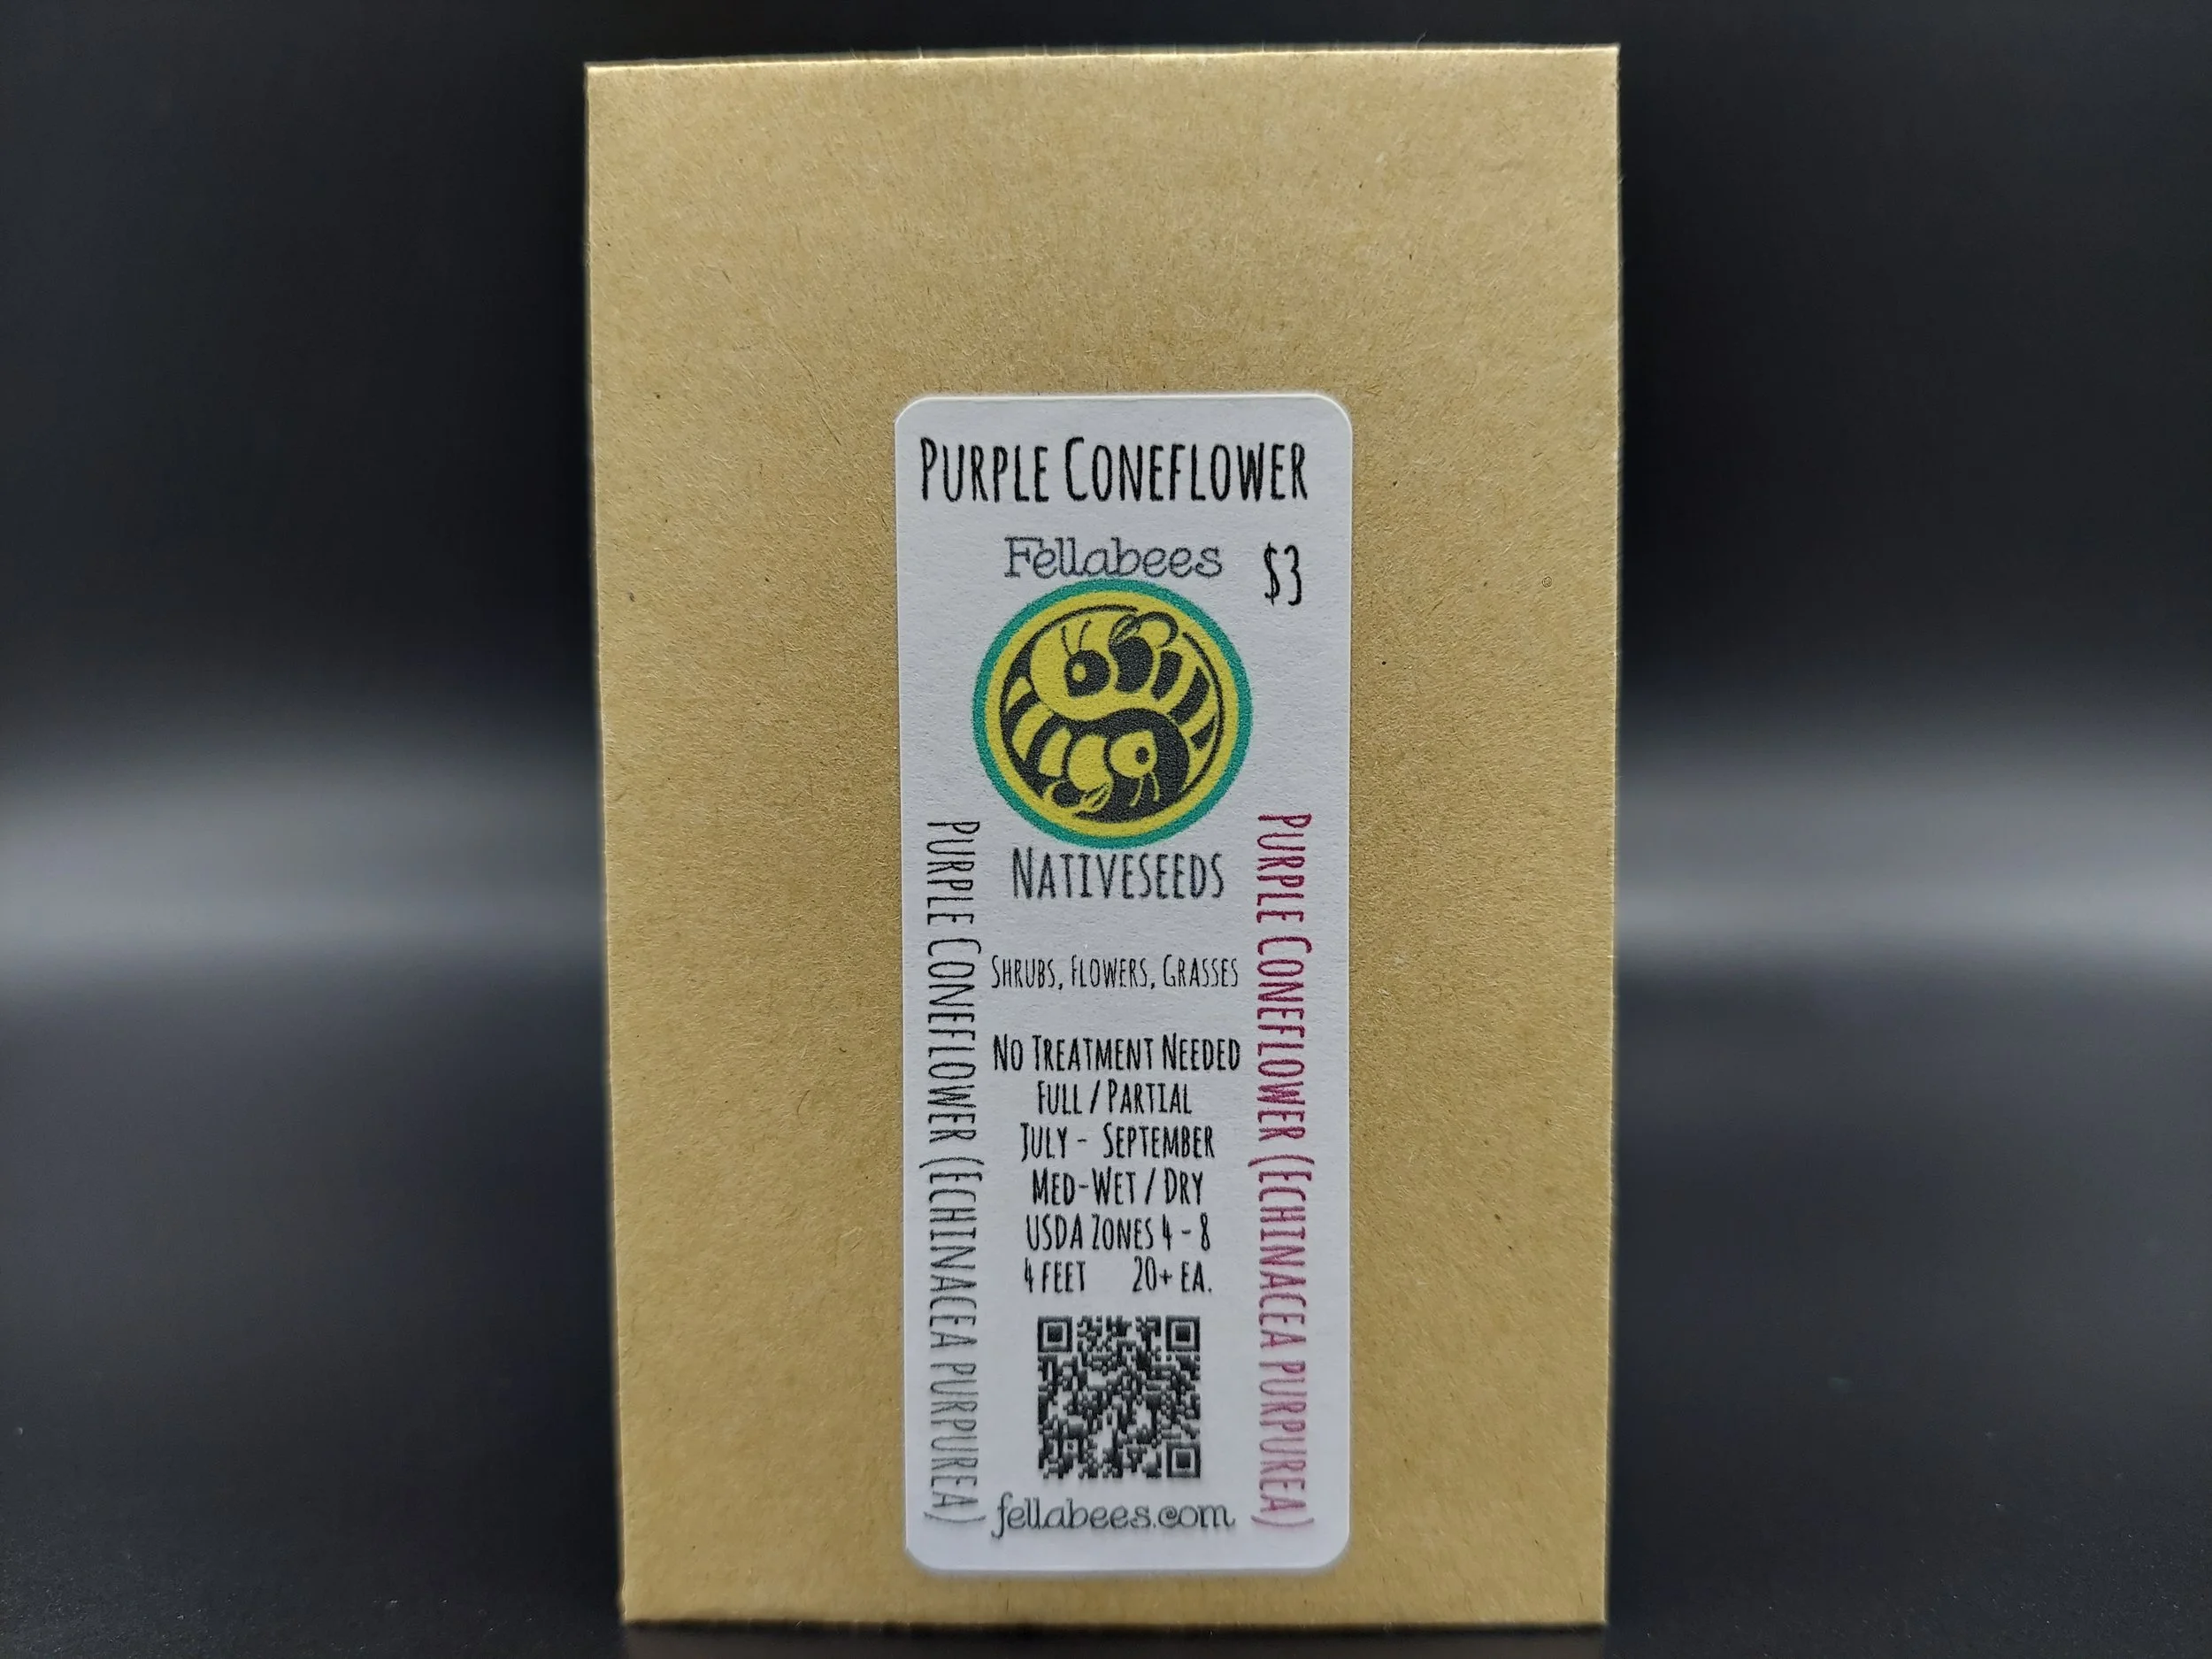 Purple Coneflower
Fellabees
$3
Nativeseeds
Purple Coneflower (Echinacea purpurea)
Purple Coneflower (Echinacea purpurea)
Shrubs, Flowers, Grasses
No Treatment Needed
Full / Partial
July - September
Med-Wet / Dry
USDA Zones 4 - 8
4 feet 20+ ea.
fellabees.com